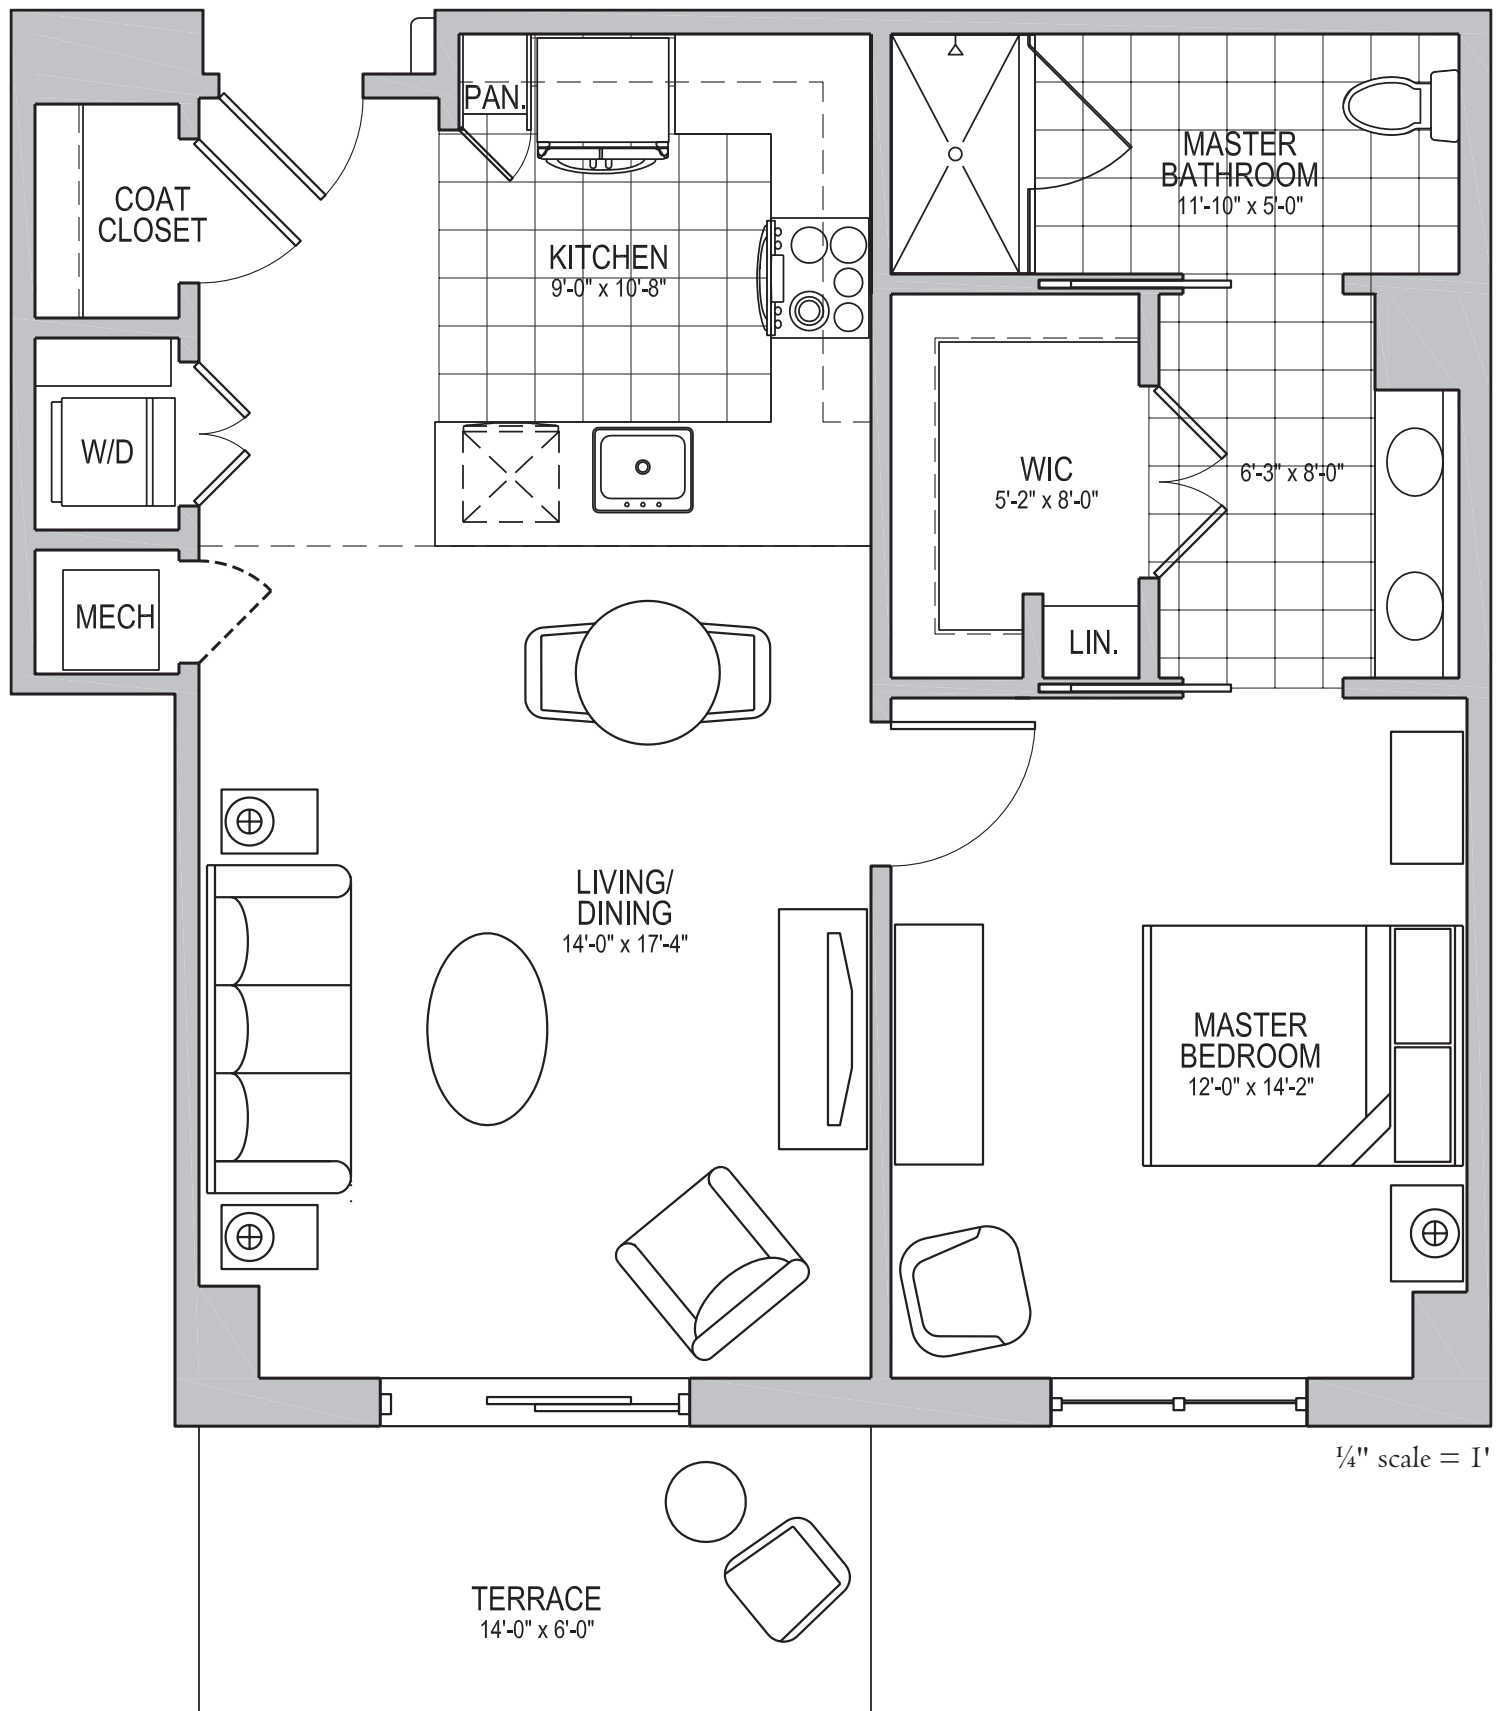 PAN.
MASTER
BATHROOM
11'-10" x 5'-0"
COAT
CLOSET
KITCHEN
9'-0" x 10'-8"
W/D
WIC
5'-2" x 8'-0"
6'-3" x 8'-0"
MECH
LIN.
LIVING/
DINING
14'-0" x 17'-4"
MASTER
BEDROOM
12'-0" x 14'-2"
¼" scale = 1'
TERRACE
14'-0" x 6'-0"